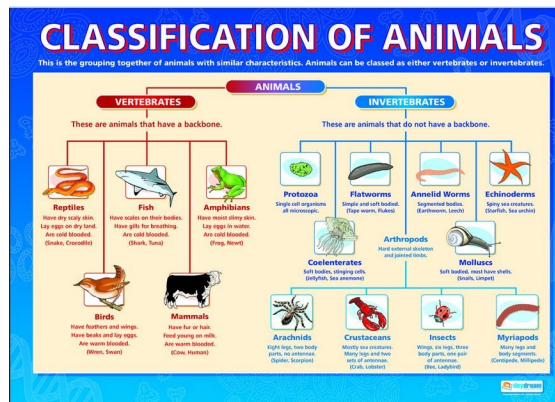 CLASSIFICATION OF ANIMALS
This is the grouping together of animals with similar characteristics. Animals can be classed as either vertebrates or invertebrates.
ANIMALS
VERTEBRATES
These are animals that have a backbone.
Reptiles
Have dry scaly skin.
Lay eggs on dry land.
Are cold blooded.
(Snake, Crocodile)
Fish
Have scales on their bodies.
Have gills for breathing.
Are cold blooded.
(Shark, Tuna)
Amphibians
Have moist slimy skin.
Lay eggs in water.
Are cold blooded.
(Frog, Newt)
Birds
Have feathers and wings.
Have beaks and lay eggs.
Are warm blooded.
(Wren, Swan)
Mammals
Have fur or hair.
Feed young on milk.
Are warm blooded.
(Cow, Human)
INVERTEBRATES
These are animals that do not have a backbone.
Protozoa
Single cell organisms
all microscopic.
Flatworms
Simple and soft bodied.
(Tape worm, Flukes)
Annelid Worms
Segmented bodies.
(Earthworm, Leech)
Echinoderms
Spiny sea creatures.
(Starfish, Sea urchin)
Coelenterates
Soft bodies, stinging cells.
(Jellyfish, Sea anemone)
Arthropods
Hard external skeleton
and jointed limbs.
Molluscs
Soft bodied, most have shells.
(Snails, Limpet)
Arachnids
Eight legs, two body
parts, no antennae.
(Spider, Scorpion)
Crustaceans
Mostly sea creatures.
Many legs and two
sets of antennae.
(Crab, Lobster)
Insects
Wings, six legs, three
body parts, one pair
of antennae.
(Bee, Ladybird)
Myriapods
Many legs and
body segments.
(Centipede, Millipede)
daydream